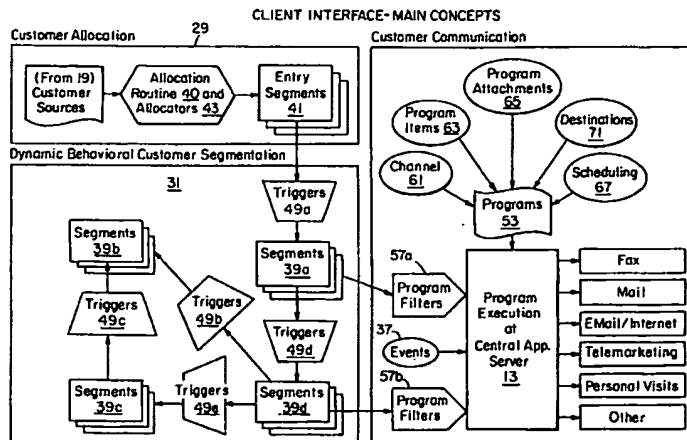 CLIENT INTERFACE-MAIN CONCEPTS
Customer Allocation
29
(From 19)
Customer
Sources
Allocation
Routine 40 and
Allocators 43
Entry
Segments
41
Dynamic Behavioral Customer Segmentation
31
Triggers
49a
Segments
39b
Segments
39a
Triggers
49c
Triggers
49b
Triggers
49d
Segments
39c
Triggers
49e
Segments
39d
Customer Communication
Program
Attachments
65
Program
Items 63
Destinations
71
Channel
61
Scheduling
67
Programs
53
57a
Program
Filters
37
Events
57b
Program
Filters
Program
Execution
at
Central App.
Server
13
Fax
Mail
EMail/Internet
Telemarketing
Personal Visits
Other